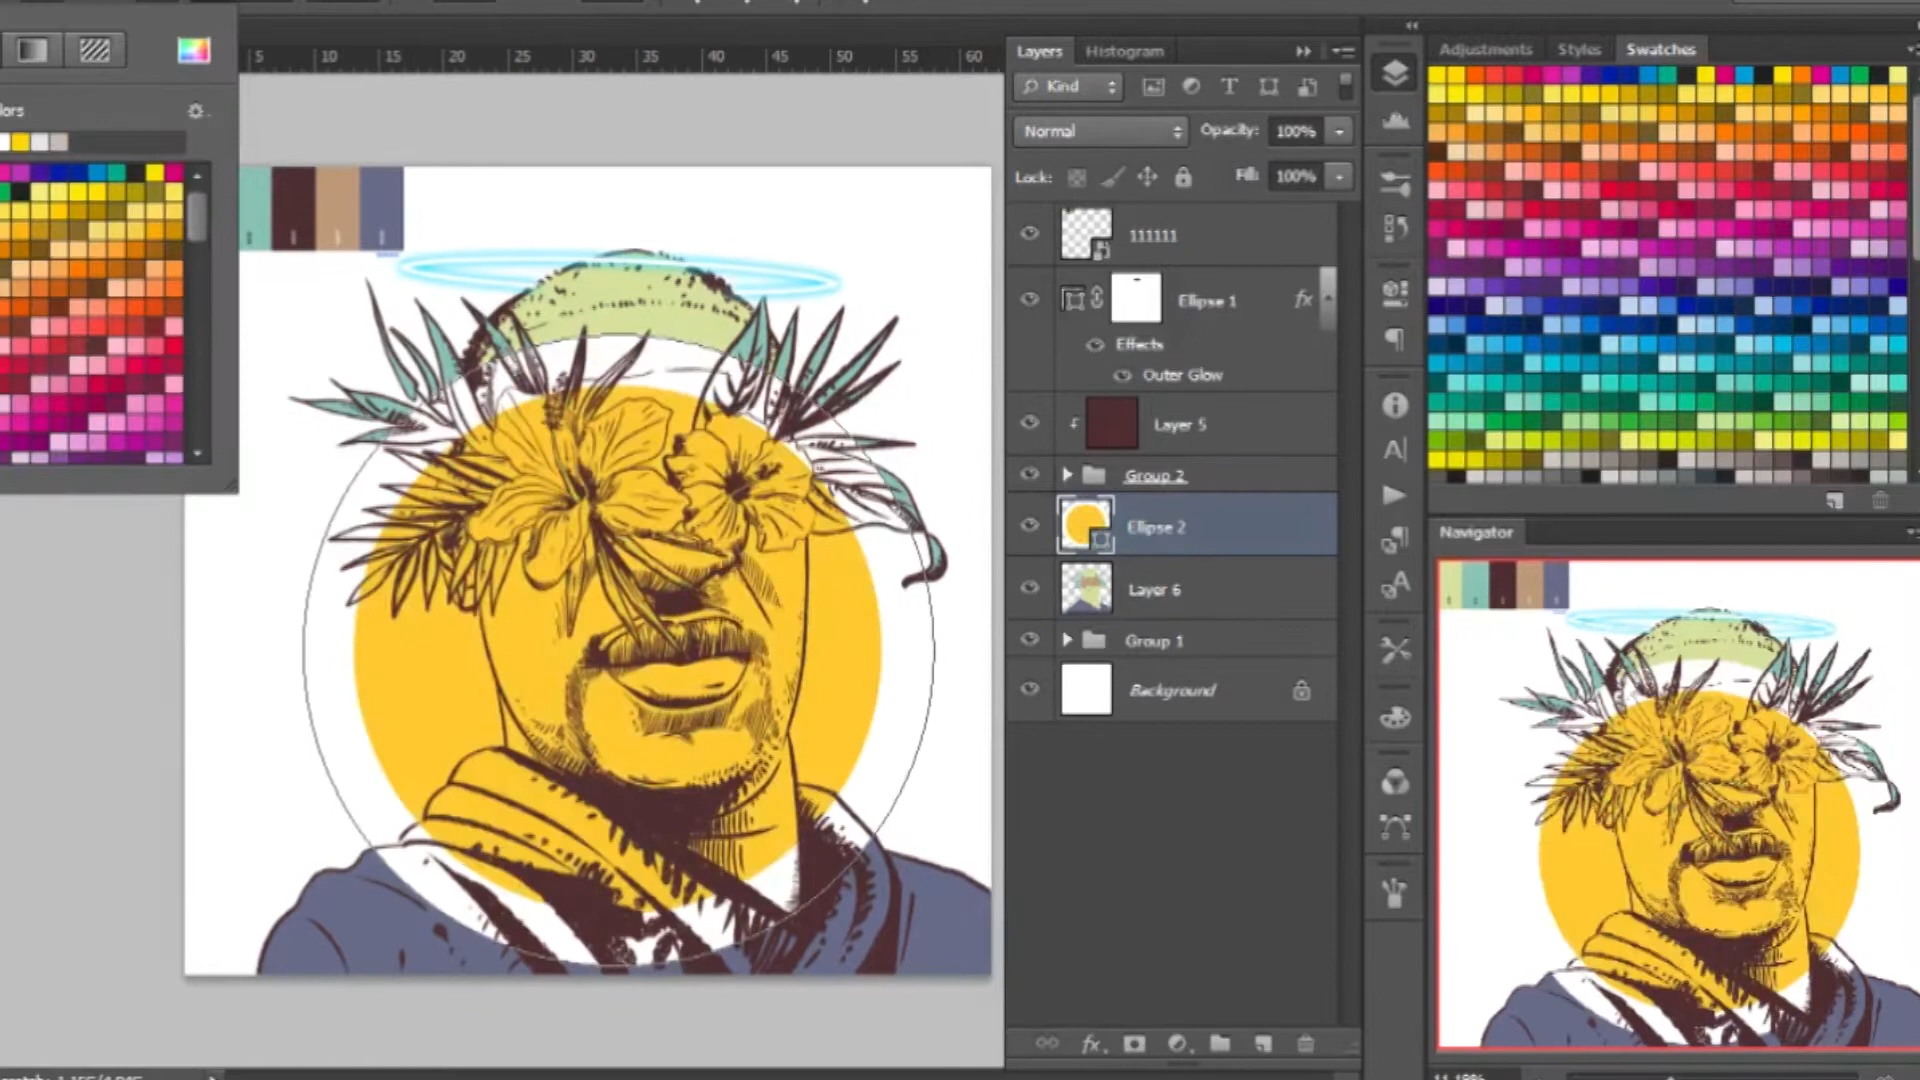 5 10 15 20 25 30 35 40 45 50 55 60
Layers Histogram
Kind
Normal Opacity: 100%
Lock: Fill: 100%
111111
Ellipse 1 fx
Effects
Outer Glow
Layer 5
Group 2
Ellipse 2
Layer 6
Group 1
Background
fx
Adjustments Styles Swatches
Navigator